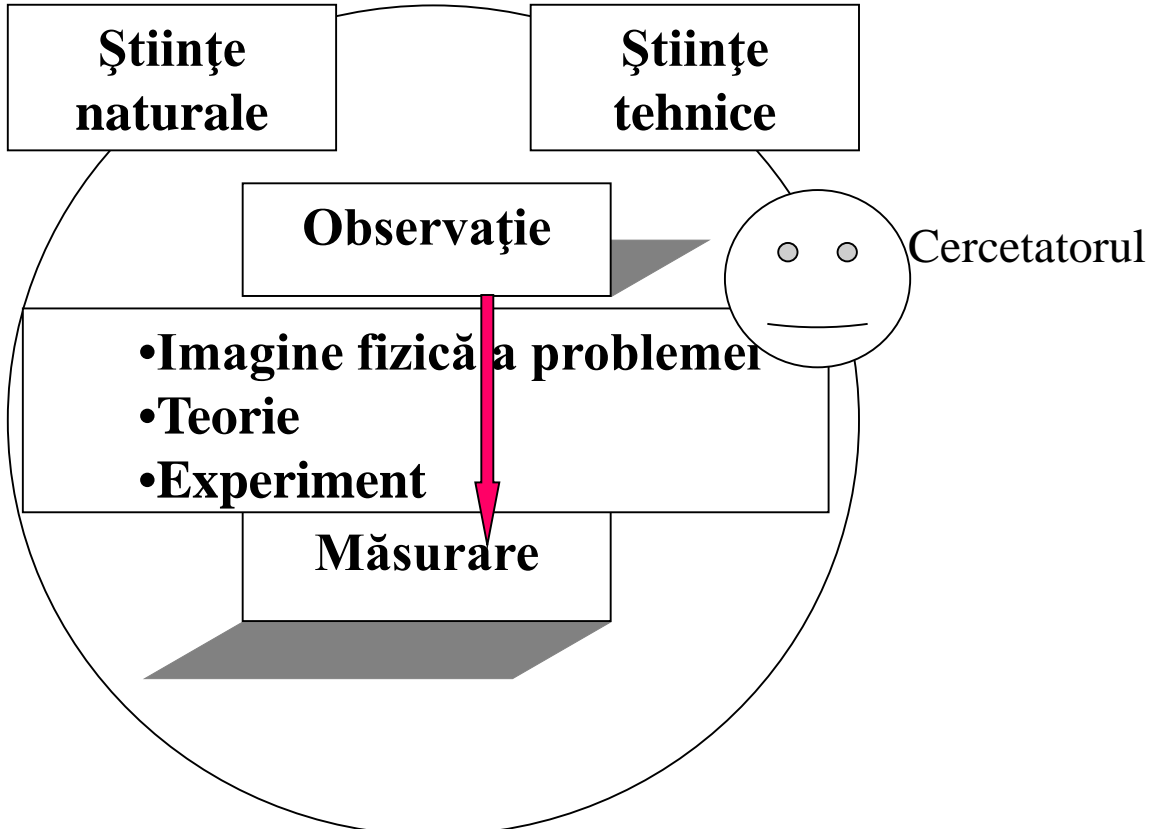 Ştiinţe
naturale
Ştiinţe
tehnice
Observaţie
Cercetatorul
•Imagine fizică a problemei
•Teorie
•Experiment
Măsurare